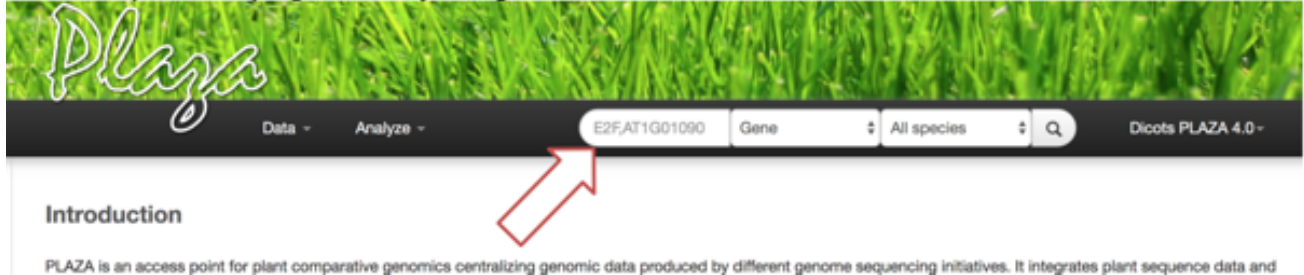 Plaza
Data Analyze E2F,AT1G01090 Gene All species Dicots PLAZA 4.0
Introduction
PLAZA is an access point for plant comparative genomics centralizing genomic data produced by different genome sequencing initiatives. It integrates plant sequence data and